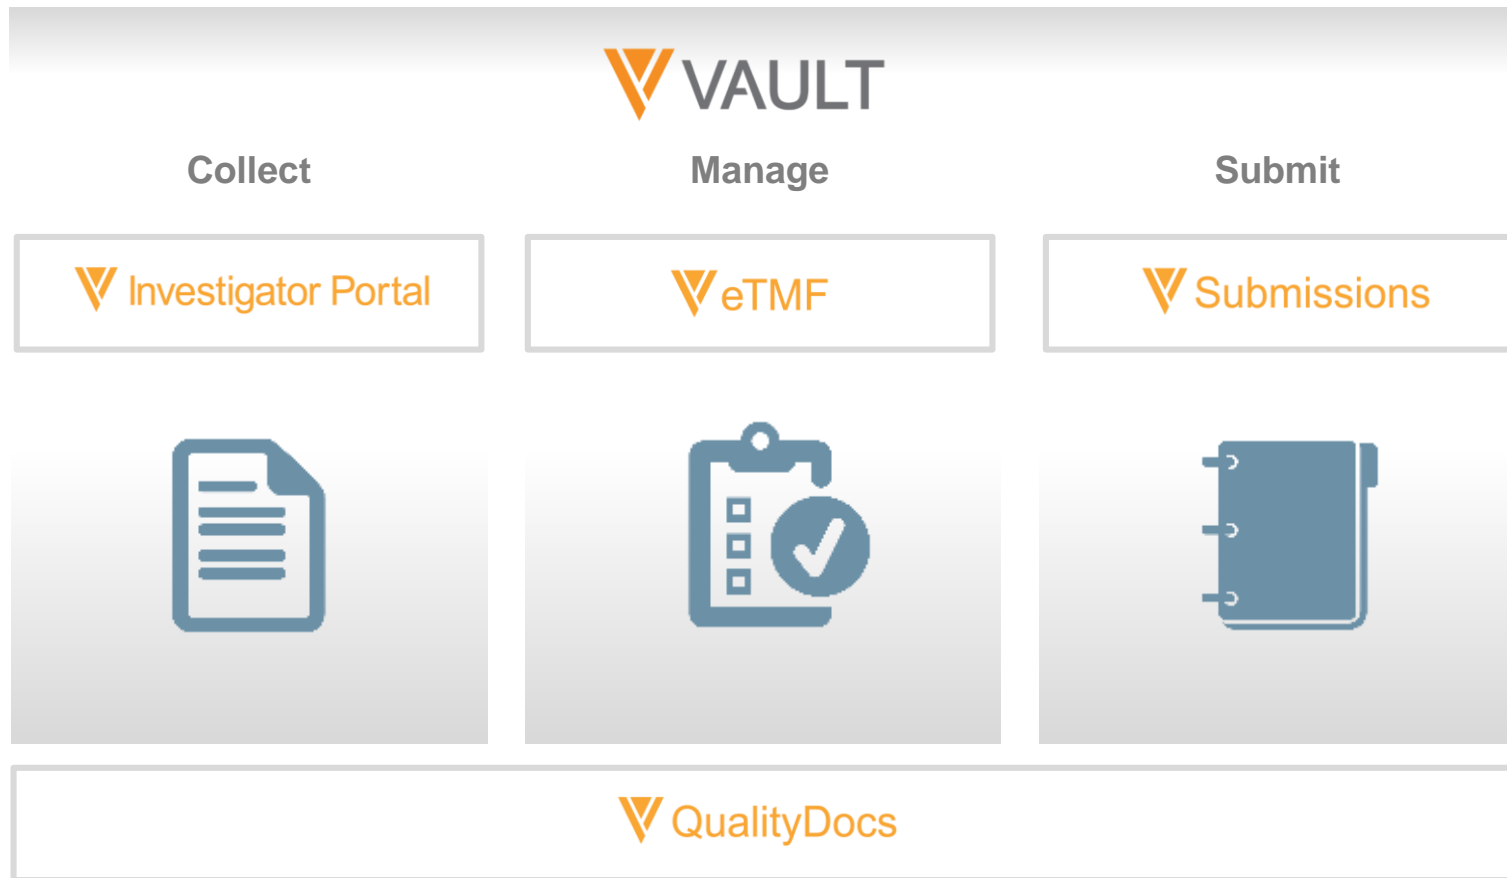 VAULT
Collect
Manage
Submit
Investigator Portal
eTMF
Submissions
QualityDocs